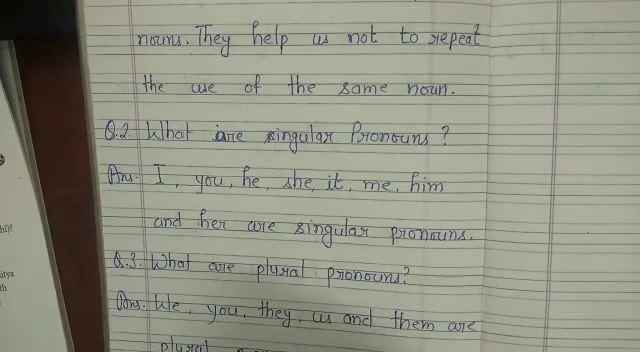 nouns. They help us not to repeat
the use of the same noun.
Q.2. What are singular Pronouns?
Ans. I, you, he, she, it, me, him
and her are singular pronouns.
Q.3. What are plural pronouns?
Ans. We, you, they, us and them are
plural